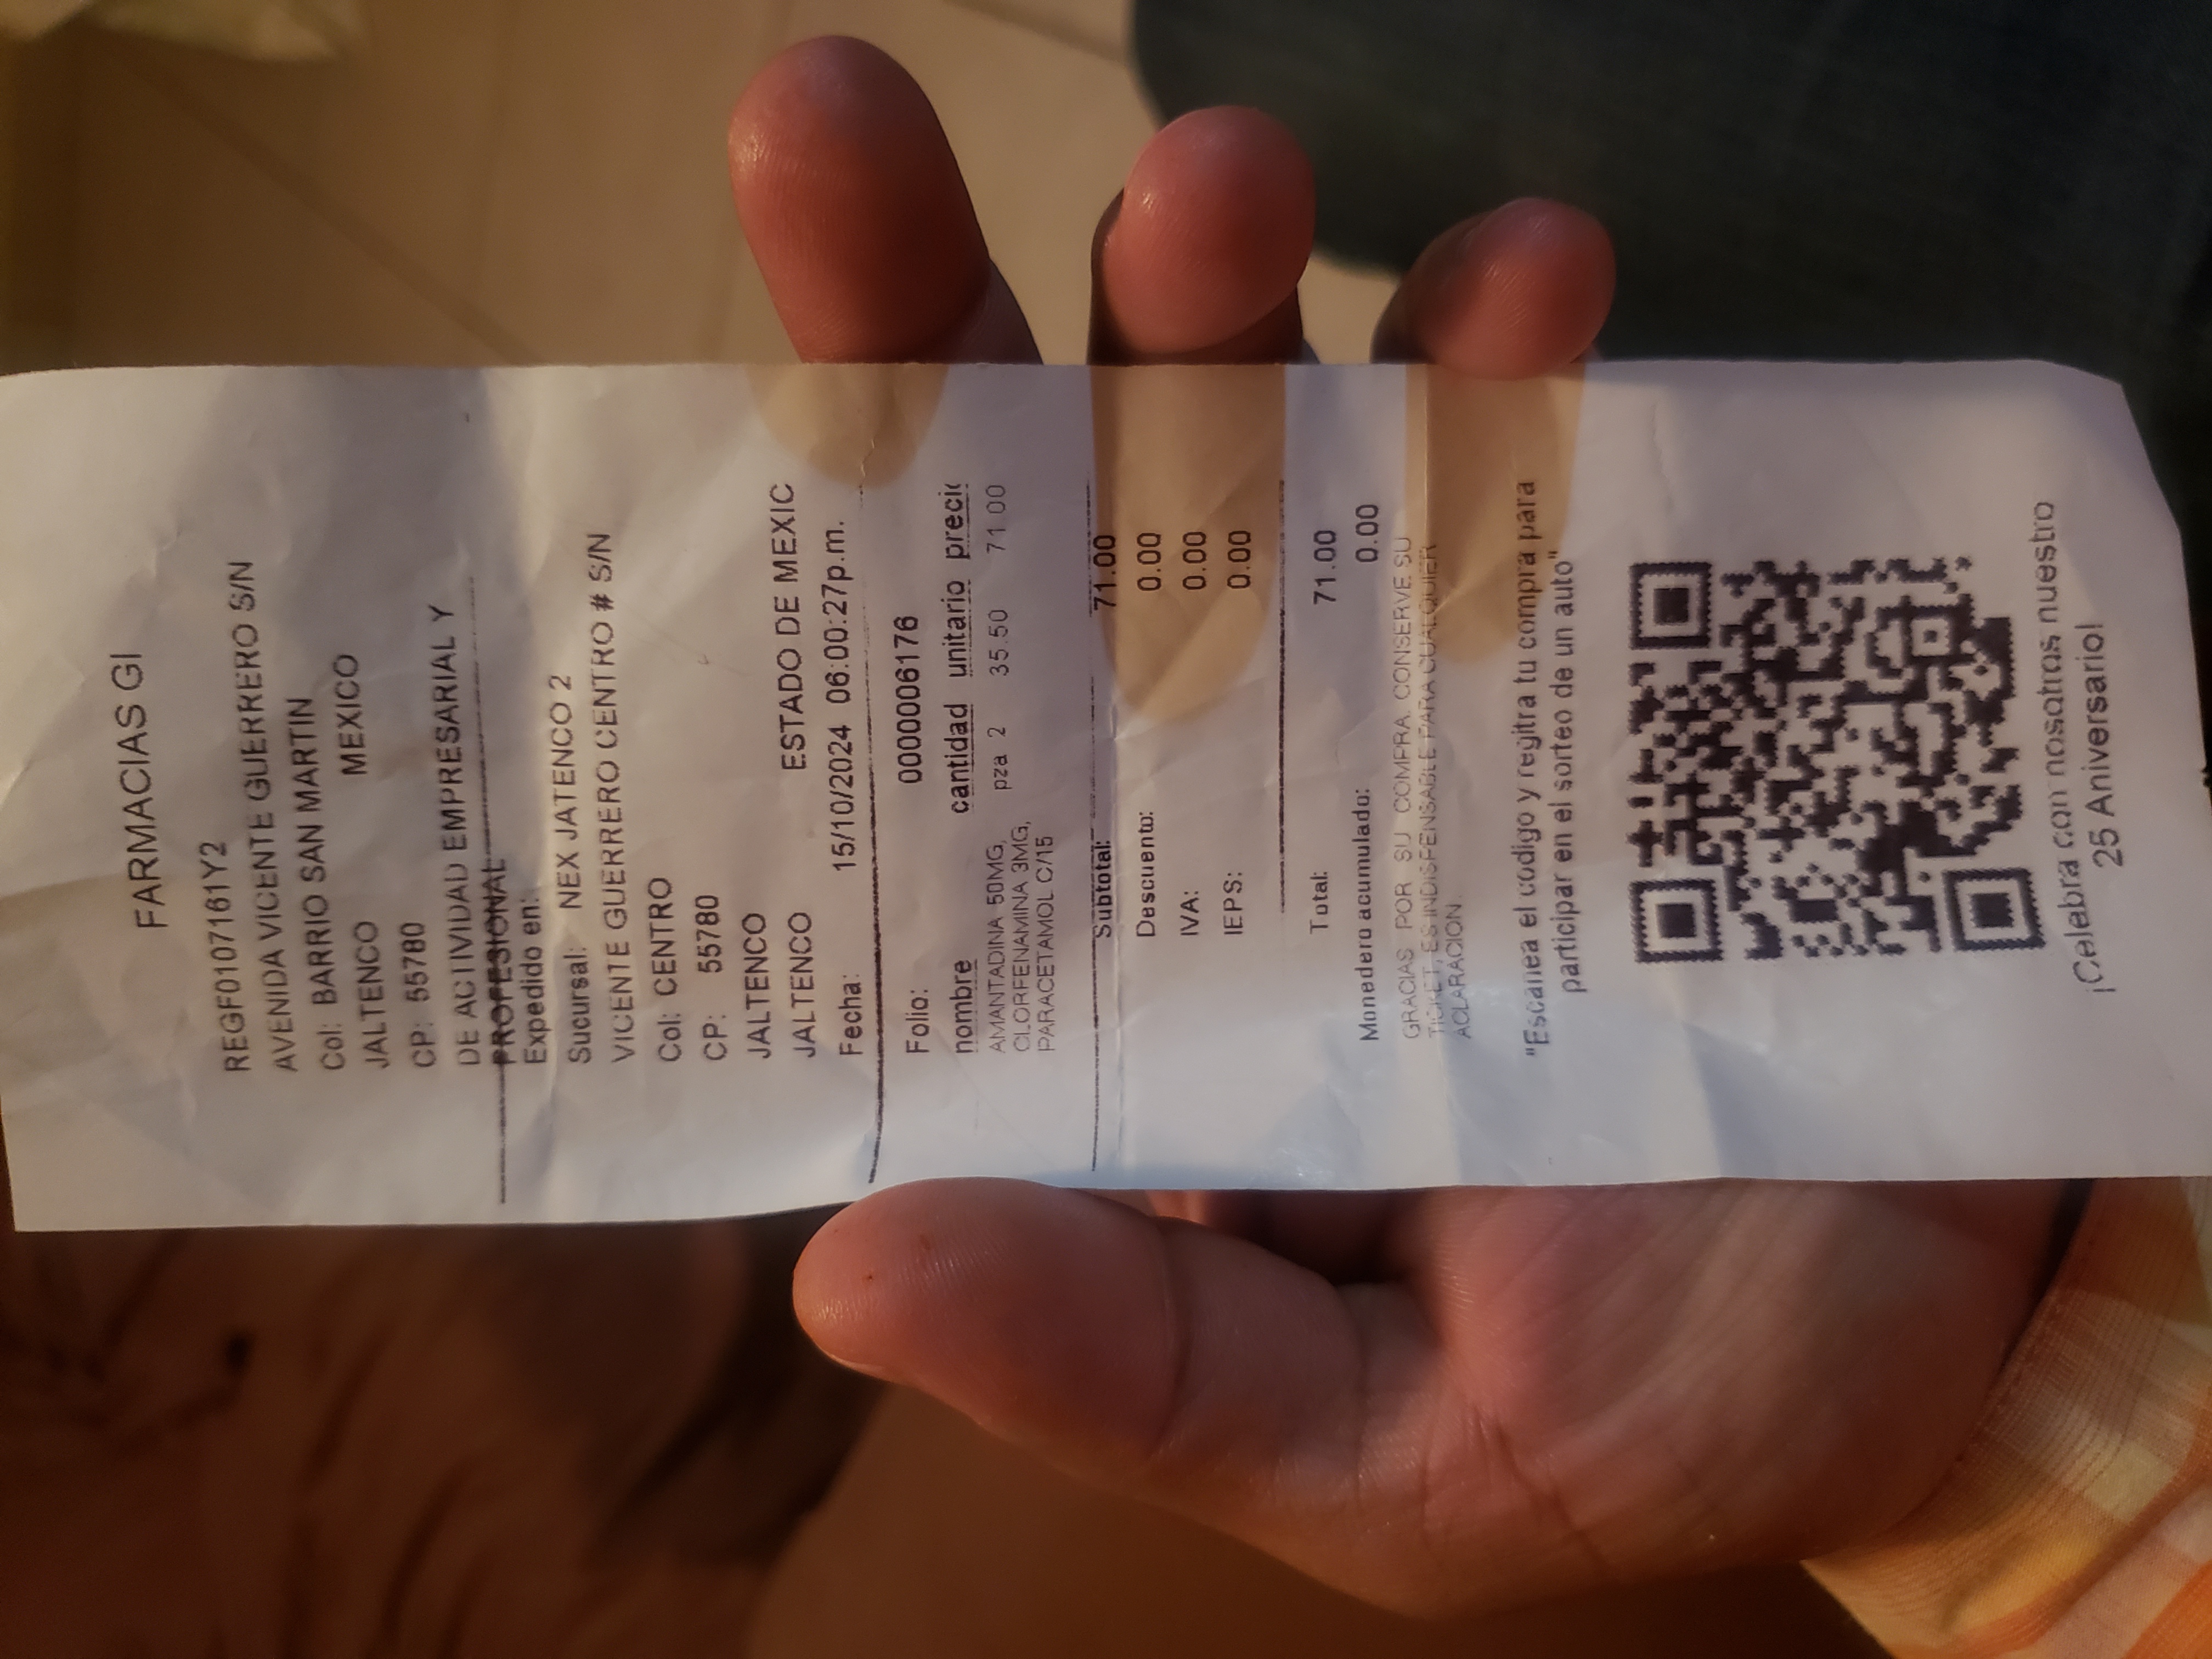 FARMACIAS GI
REGF0107161Y2
AVENIDA VICENTE GUERRERO S/N
Col: BARRIO SAN MARTIN
JALTENCO MEXICO
CP: 55780
DE ACTIVIDAD EMPRESARIAL Y
PROFESIONAL
Expedido en:
Sucursal: NEX JATENCO 2
VICENTE GUERRERO CENTRO # S/N
Col: CENTRO
CP: 55780
JALTENCO
JALTENCO ESTADO DE MEXIC
Fecha: 15/10/2024 06:00:27p.m.
Folio: 0000006176
nombre cantidad unitario preci
AMANTADINA 50MG, pza 2 35.50 71.00
CLORFENAMINA 3MG,
PARACETAMOL C/15
Subtotal: 71.00
Descuento: 0.00
IVA: 0.00
IEPS: 0.00
Total: 71.00
Monedero acumulado: 0.00
GRACIAS POR SU COMPRA, CONSERVE SU
TICKET, ES INDISPENSABLE PARA CUALQUIER
ACLARACION.
"Escanea el codigo y regitra tu compra para
participar en el sorteo de un auto"
¡Celebra con nosotros nuestro
25 Aniversario!